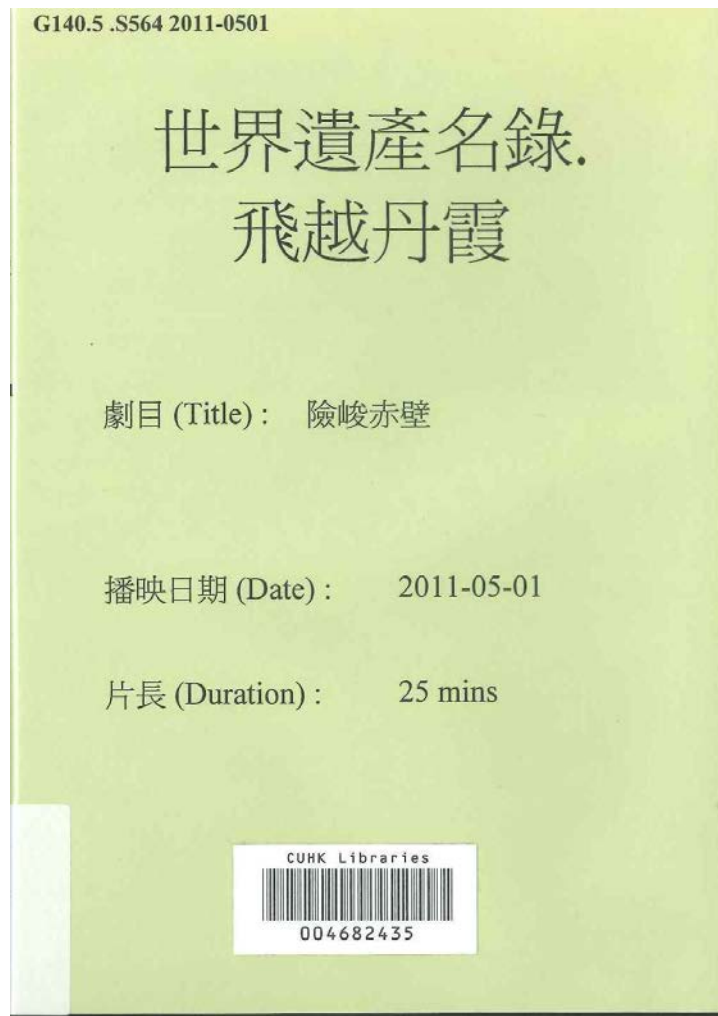 G140.5 .S564 2011-0501
世界遺產名錄.
飛越丹霞
劇目 (Title) : 險峻赤壁
播映日期 (Date) : 2011-05-01
片長 (Duration) : 25 mins
CUHK Libraries
004682435